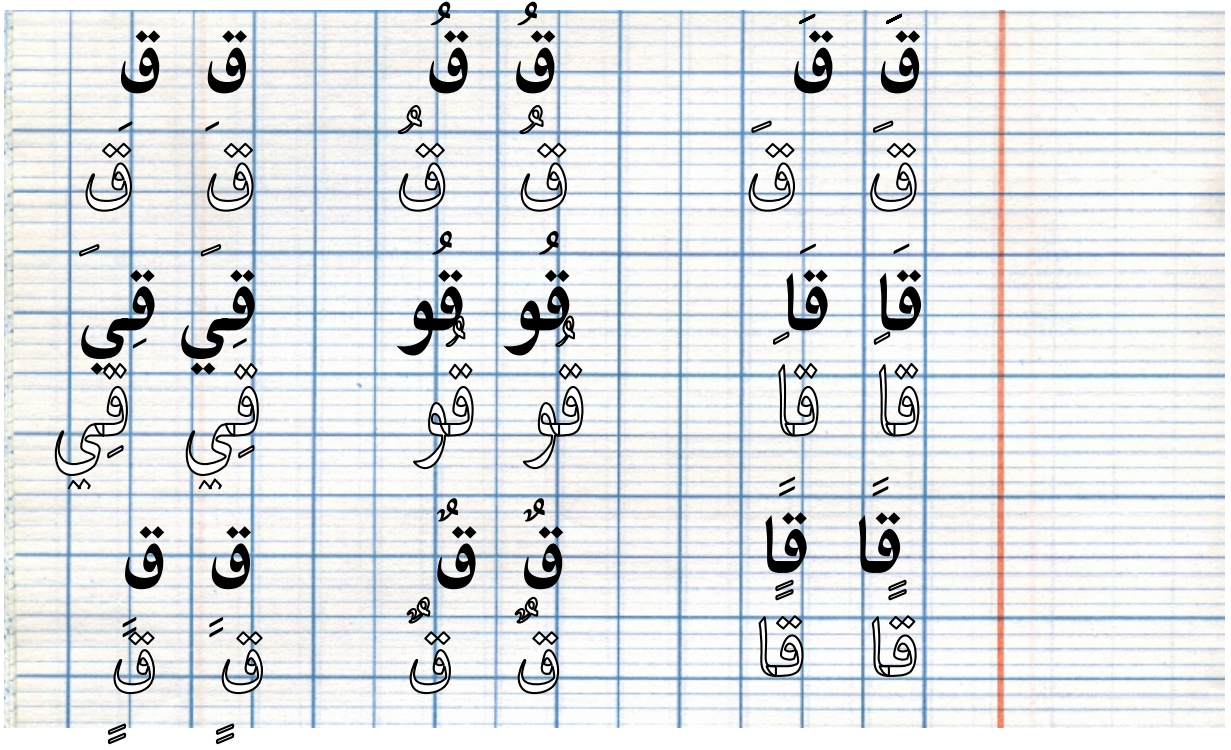 قَ قَ قُ قُ قِ قِ
قَ قَ قُ قُ قِ قِ
قَا قَا قُو قُو قِي قِي
قَا قَا قُو قُو قِي قِي
قًا قًا قٌ قٌ قٍ قٍ
قًا قًا قٌ قٌ قٍ قٍ